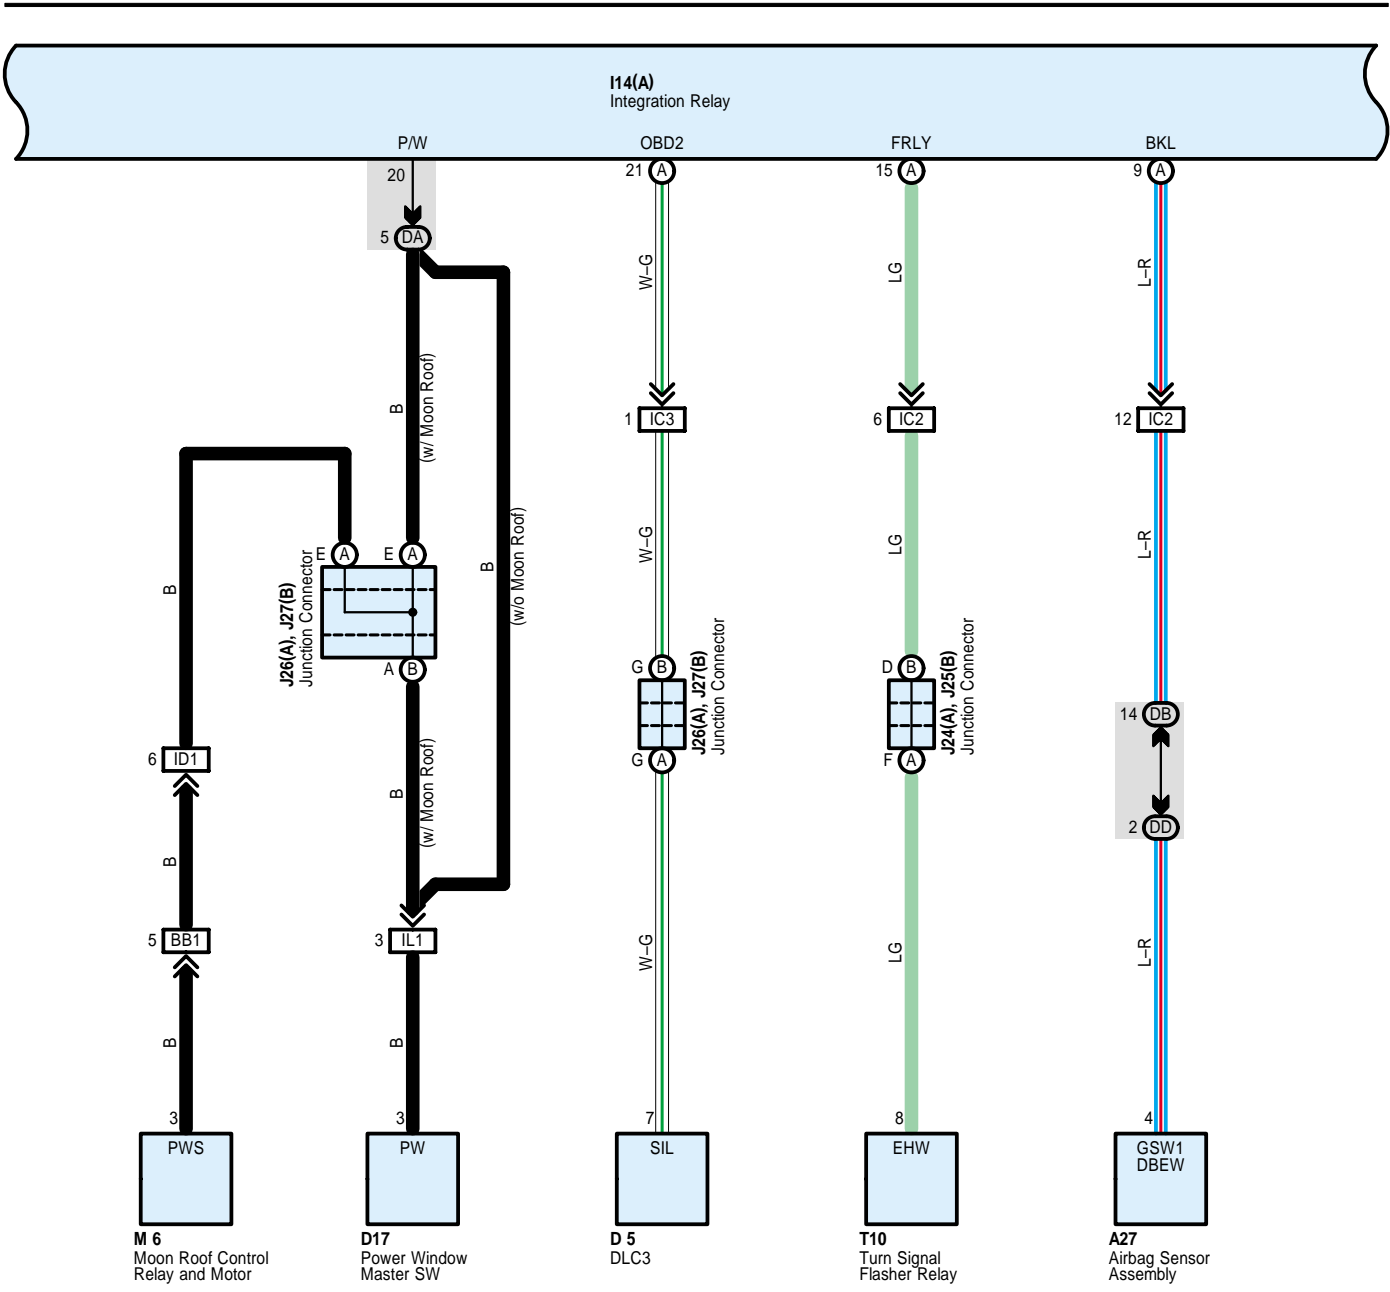 I14(A)
Integration Relay
P/W
OBD2
FRLY
BKL
20
21 A
15 A
9 A
5 DA
W–G
LG
L–R
B
(w/ Moon Roof)
1 IC3
6 IC2
12 IC2
B
B
(w/o Moon Roof)
W–G
LG
L–R
E A
E A
J26(A), J27(B)
Junction Connector
A B
G B
J26(A), J27(B)
Junction Connector
G A
D B
J24(A), J25(B)
Junction Connector
F A
14 DB
2 DD
6 ID1
B
(w/ Moon Roof)
B
5 BB1
3 IL1
W–G
LG
L–R
B
B
3
3
7
8
4
PWS
PW
SIL
EHW
GSW1
DBEW
M 6
Moon Roof Control
Relay and Motor
D17
Power Window
Master SW
D 5
DLC3
T10
Turn Signal
Flasher Relay
A27
Airbag Sensor
Assembly